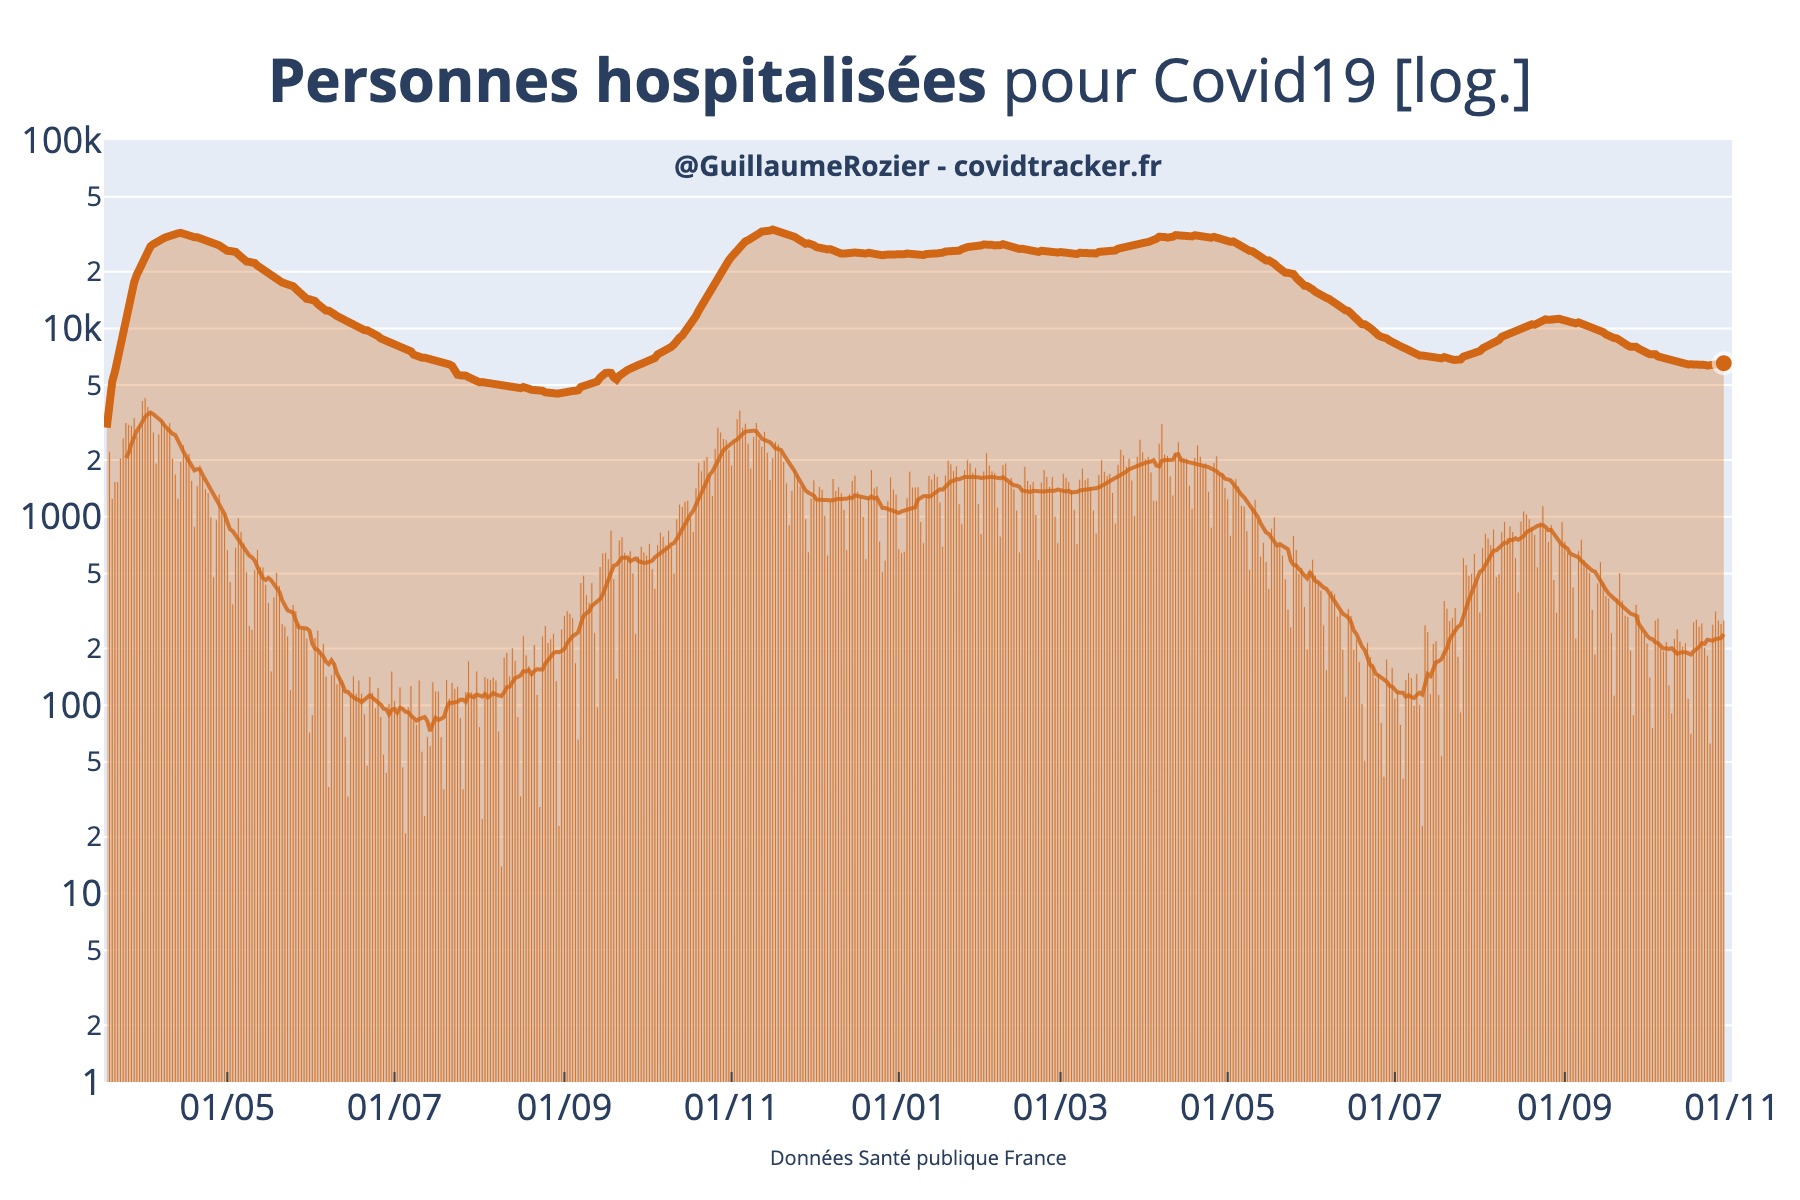 Personnes hospitalisées pour Covid19 [log.]
@GuillaumeRozier - covidtracker.fr
100k
5
2
10k
5
2
1000
5
2
100
5
2
10
5
2
1
01/05 01/07 01/09 01/11 01/01 01/03 01/05 01/07 01/09 01/11
Données Santé publique France